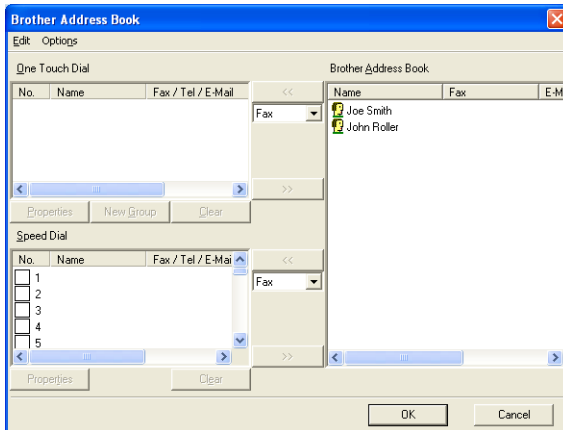 Brother Address Book
Edit Options
One Touch Dial
No. Name Fax / Tel / E-Mail
<<
Fax
>>
Properties New Group Clear
Speed Dial
No. Name Fax / Tel / E-Mai
1
2
3
4
5
<<
Fax
>>
Properties Clear
Brother Address Book
Name Fax E-M
Joe Smith
John Roller
OK Cancel